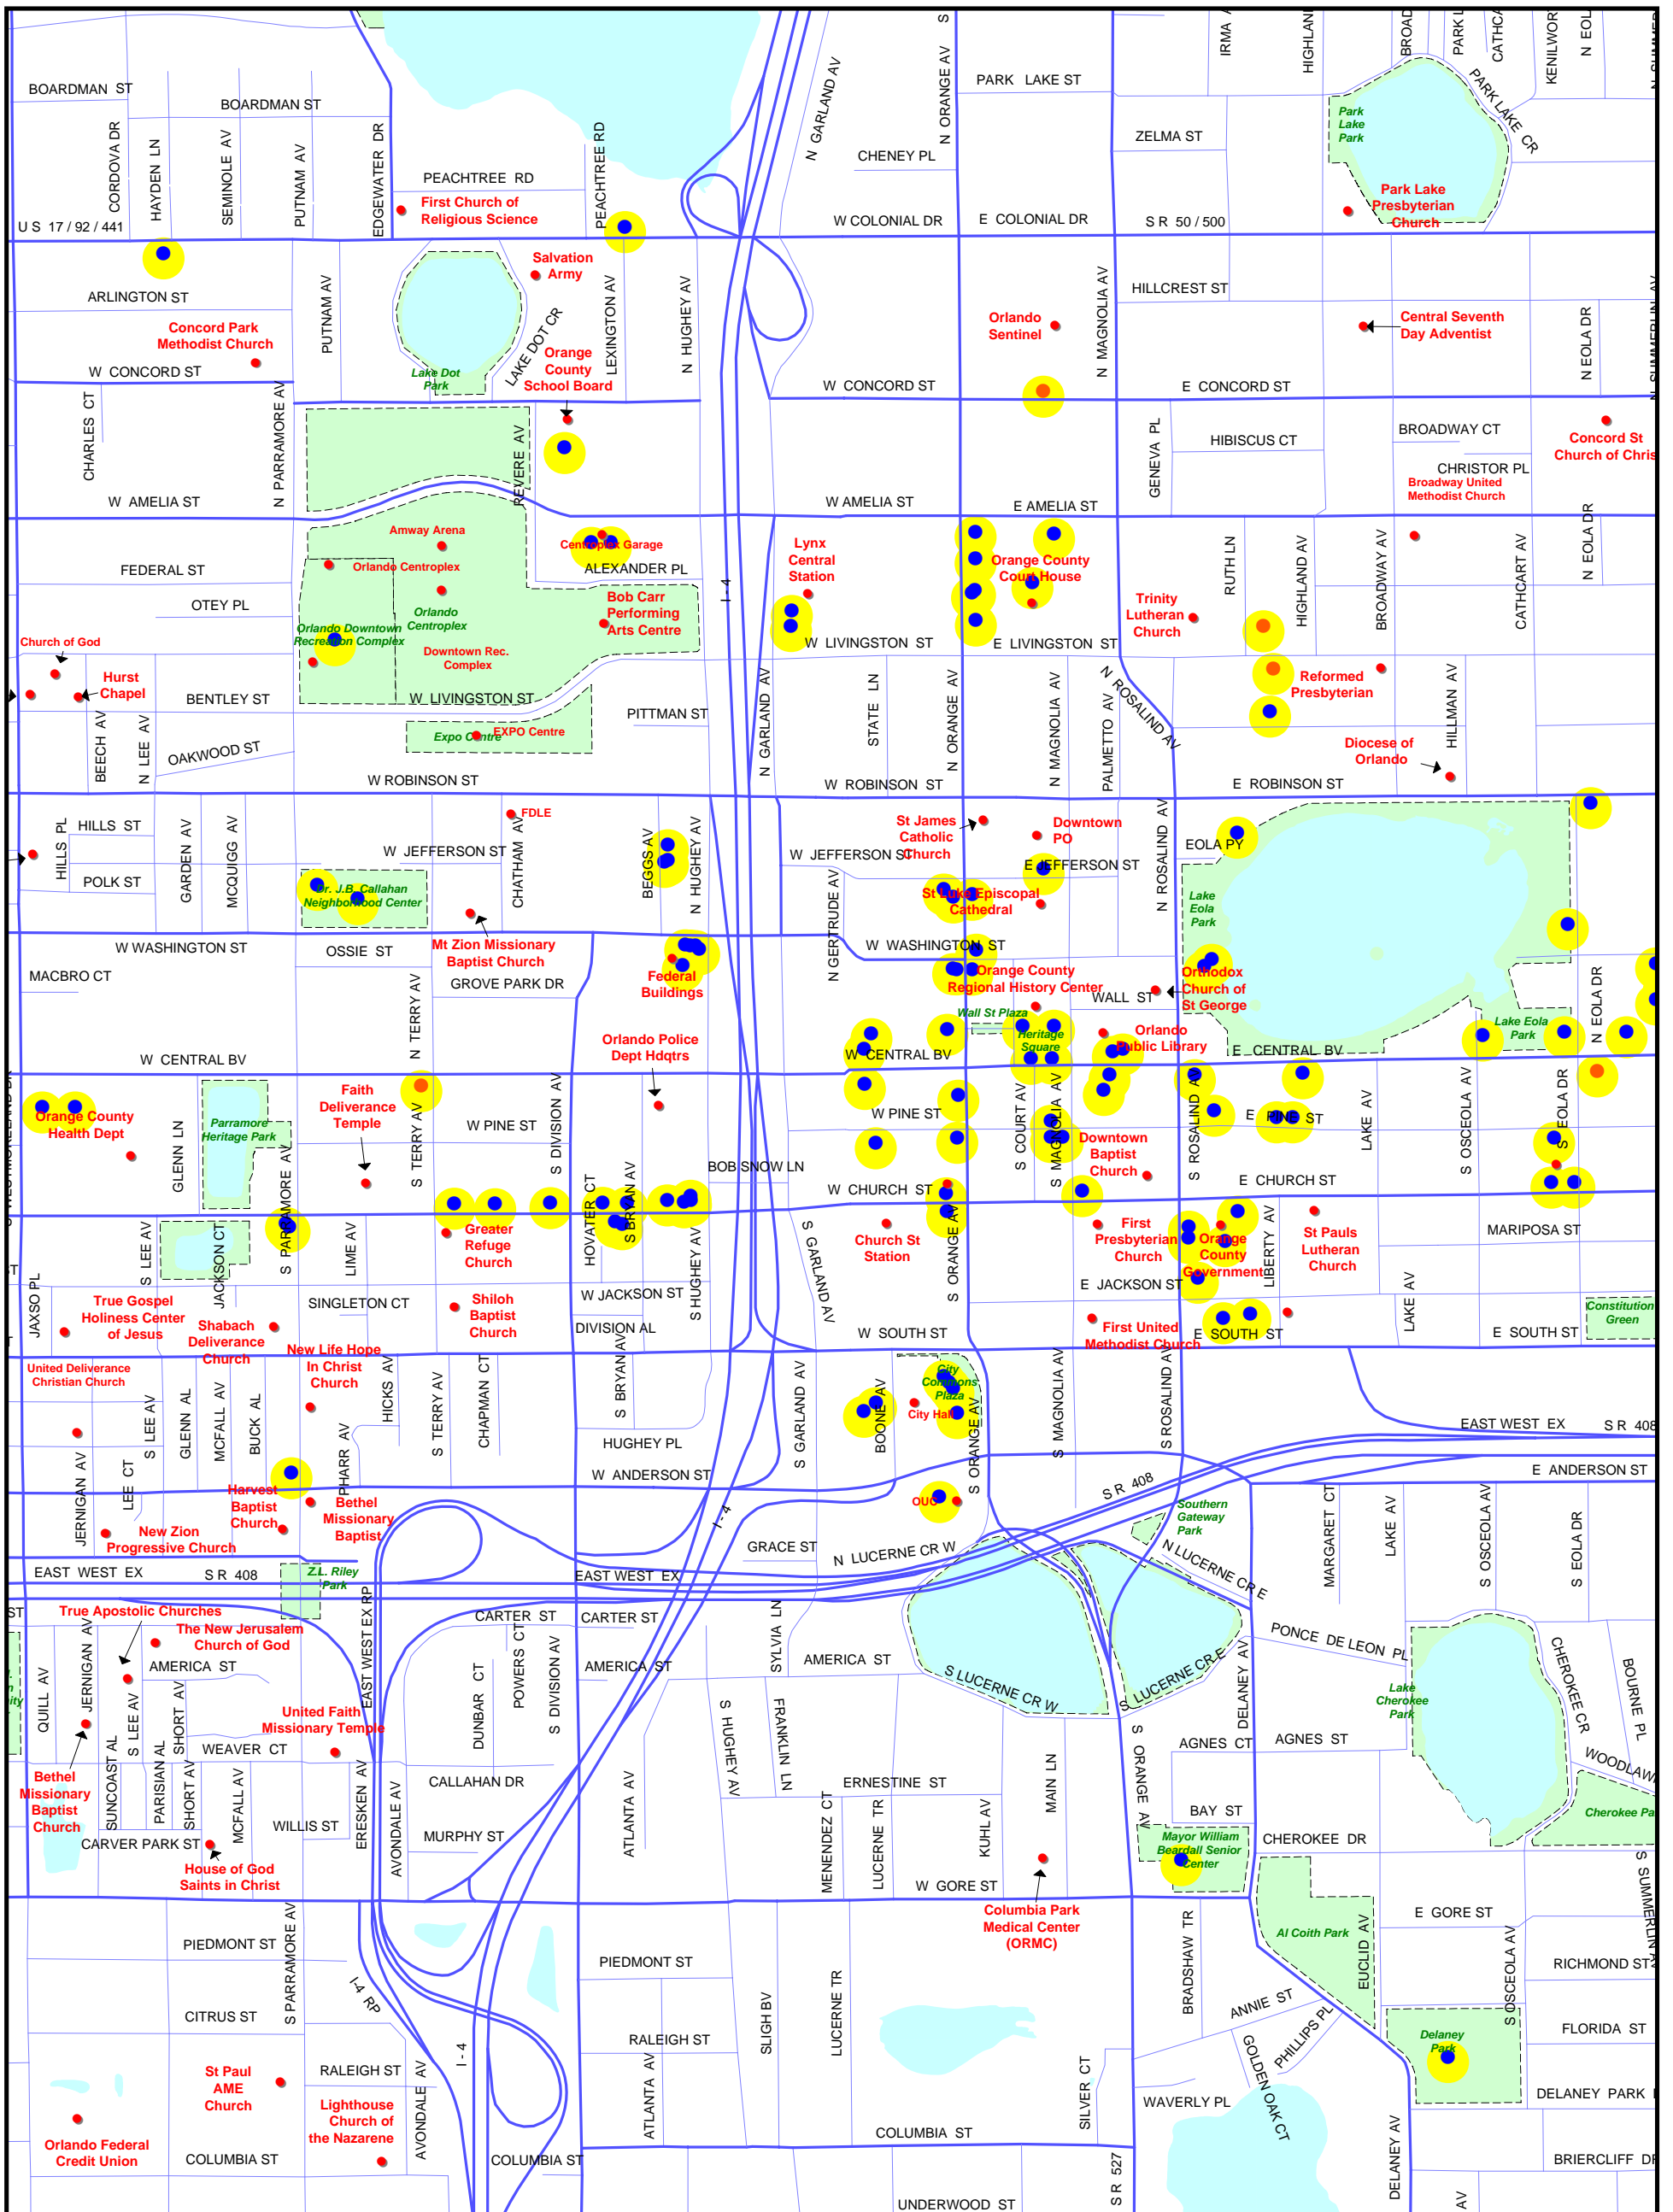 S
N ORANGE AV
IRMA A
HIGHLAN
BROAD
PARK L
CATHCA
KENILWOR
N EOL
N SUMMER
BOARDMAN ST
BOARDMAN ST
CORDOVA DR
HAYDEN LN
SEMINOLE AV
PUTNAM AV
EDGEWATER DR
PEACHTREE RD
PEACHTREE RD
N GARLAND AV
CHENEY PL
PARK LAKE ST
ZELMA ST
Park
Lake
Park
PARK LAKE CR
First Church of
Religious Science
Park Lake
Presbyterian
Church
U S 17 / 92 / 441
W COLONIAL DR
E COLONIAL DR
S R 50 / 500
Salvation
Army
ARLINGTON ST
HILLCREST ST
Concord Park
Methodist Church
PUTNAM AV
LAKE DOT CR
LEXINGTON AV
N HUGHEY AV
Orlando
Sentinel
N MAGNOLIA AV
Central Seventh
Day Adventist
N EOLA DR
N SUMMERLIN AV
Orange
County
School Board
Lake Dot
Park
W CONCORD ST
W CONCORD ST
E CONCORD ST
CHARLES CT
N PARRAMORE AV
REVERE AV
GENEVA PL
HIBISCUS CT
BROADWAY CT
CHRISTOR PL
Concord St
Church of Chris
Broadway United
Methodist Church
W AMELIA ST
W AMELIA ST
E AMELIA ST
Amway Arena
Centroplex Garage
Orlando Centroplex
ALEXANDER PL
FEDERAL ST
OTEY PL
Orlando
Centroplex
Bob Carr
Performing
Arts Centre
Lynx
Central
Station
Orange County
Court House
RUTH LN
HIGHLAND AV
BROADWAY AV
CATHCART AV
N EOLA DR
Trinity
Lutheran
Church
Orlando Downtown
Recreation Complex
Downtown Rec.
Complex
Church of God
Hurst
Chapel
BENTLEY ST
W LIVINGSTON ST
W LIVINGSTON ST
E LIVINGSTON ST
I - 4
Reformed
Presbyterian
PITTMAN ST
Expo Centre
EXPO Centre
BEECH AV
N LEE AV
OAKWOOD ST
N GARLAND AV
STATE LN
N ORANGE AV
N MAGNOLIA AV
PALMETTO AV
N ROSALIND AV
HILLMAN AV
Diocese of
Orlando
W ROBINSON ST
W ROBINSON ST
E ROBINSON ST
HILLS PL
HILLS ST
POLK ST
GARDEN AV
MCQUIGG AV
FDLE
W JEFFERSON ST
CHATHAM AV
BEGGS AV
N HUGHEY AV
W JEFFERSON ST
St James
Catholic
Church
Downtown
PO
E JEFFERSON ST
N ROSALIND AV
EOLA PY
Lake
Eola
Park
Dr. J.B. Callahan
Neighborhood Center
St Luke Episcopal
Cathedral
N GERTRUDE AV
W WASHINGTON ST
OSSIE ST
Mt Zion Missionary
Baptist Church
W WASHINGTON ST
MACBRO CT
GROVE PARK DR
N TERRY AV
Federal
Buildings
Orange County
Regional History Center
WALL ST
Orthodox
Church of
St George
Wall St Plaza
Heritage
Square
Orlando
Public Library
Lake Eola
Park
N EOLA DR
Orlando Police
Dept Hdqtrs
W CENTRAL BV
W CENTRAL BV
E CENTRAL BV
Orange County
Health Dept
Faith
Deliverance
Temple
Parramore
Heritage Park
GLENN LN
S PARRAMORE AV
S TERRY AV
W PINE ST
S DIVISION AV
BOB SNOW LN
W PINE ST
S COURT AV
S MAGNOLIA AV
Downtown
Baptist
Church
S ROSALIND AV
E PINE ST
LAKE AV
S OSCEOLA AV
S EOLA DR
W CHURCH ST
E CHURCH ST
HOVATER CT
S BRYAN AV
S HUGHEY AV
S GARLAND AV
Church St
Station
S ORANGE AV
First
Presbyterian
Church
Orange
County
Government
LIBERTY AV
St Pauls
Lutheran
Church
MARIPOSA ST
Greater
Refuge
Church
JAXSO PL
S LEE AV
JACKSON CT
LIME AV
E JACKSON ST
W JACKSON ST
True Gospel
Holiness Center
of Jesus
Shabach
Deliverance
Church
SINGLETON CT
Shiloh
Baptist
Church
DIVISION AL
W SOUTH ST
First United
Methodist Church
E SOUTH ST
LAKE AV
E SOUTH ST
Constitution
Green
New Life Hope
In Christ
Church
United Deliverance
Christian Church
City
Commons
Plaza
City Hall
S LEE AV
GLENN AL
MCFALL AV
BUCK AL
HICKS AV
S TERRY AV
CHAPMAN CT
S BRYAN AV
HUGHEY PL
S GARLAND AV
BOONE AV
S ORANGE AV
S MAGNOLIA AV
S ROSALIND AV
EAST WEST EX
S R 408
W ANDERSON ST
E ANDERSON ST
JERNIGAN AV
LEE CT
PHARR AV
Harvest
Baptist
Church
Bethel
Missionary
Baptist
New Zion
Progressive Church
OUC
S R 408
I - 4
Southern
Gateway
Park
GRACE ST
N LUCERNE CR W
N LUCERNE CR E
MARGARET CT
LAKE AV
S OSCEOLA AV
S EOLA DR
EAST WEST EX
S R 408
Z.L. Riley
Park
EAST WEST EX
True Apostolic Churches
The New Jerusalem
Church of God
EAST WEST EX RP
CARTER ST
CARTER ST
SYLVIA LN
PONCE DE LEON PL
QUILL AV
JERNIGAN AV
AMERICA ST
AMERICA ST
AMERICA ST
DUNBAR CT
POWERS CT
S DIVISION AV
S LUCERNE CR W
S LUCERNE CR E
DELANEY AV
Lake
Cherokee
Park
CHEROKEE CR
BOURNE PL
United Faith
Missionary Temple
SUNCOAST AL
S LEE AV
PARISIAN AL
SHORT AV
SHORT AV
WEAVER CT
S HUGHEY AV
FRANKLIN LN
S ORANGE AV
AGNES CT
AGNES ST
WOODLAW
Bethel
Missionary
Baptist
Church
CALLAHAN DR
ERNESTINE ST
MAIN LN
BAY ST
Cherokee Pa
CARVER PARK ST
MCFALL AV
WILLIS ST
ERESKEN AV
AVONDALE AV
MURPHY ST
ATLANTA AV
MENENDEZ CT
LUCERNE TR
KUHL AV
Mayor William
Beardall Senior
Center
CHEROKEE DR
House of God
Saints in Christ
W GORE ST
S SUMMERLIN A
Columbia Park
Medical Center
(ORMC)
Al Coith Park
EUCLID AV
E GORE ST
PIEDMONT ST
S PARRAMORE AV
I-4 RP
PIEDMONT ST
BRADSHAW TR
S OSCEOLA AV
RICHMOND ST
CITRUS ST
ANNIE ST
PHILLIPS PL
FLORIDA ST
RALEIGH ST
SLIGH BV
LUCERNE TR
GOLDEN OAK CT
Delaney
Park
St Paul
AME
Church
RALEIGH ST
I - 4
SILVER CT
WAVERLY PL
DELANEY PARK
Lighthouse
Church of
the Nazarene
AVONDALE AV
ATLANTA AV
COLUMBIA ST
Orlando Federal
Credit Union
COLUMBIA ST
COLUMBIA ST
S R 527
DELANEY AV
BRIERCLIFF DR
UNDERWOOD ST
AV